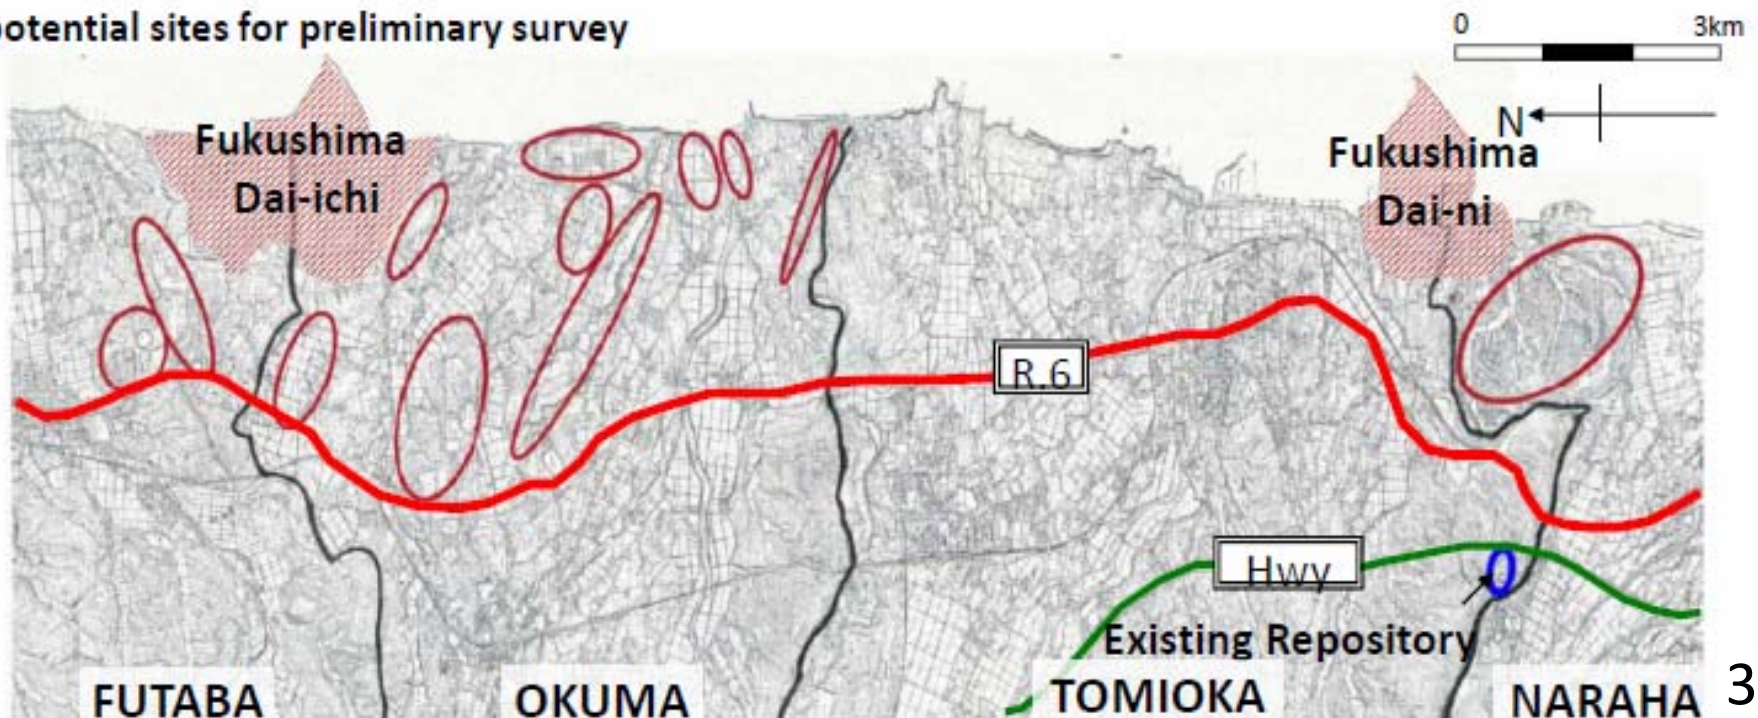 potential sites for preliminary survey
0 3km
N
Fukushima
Dai-ichi
Fukushima
Dai-ni
R.6
Hwy
Existing Repository
FUTABA
OKUMA
TOMIOKA
NARAHA
3